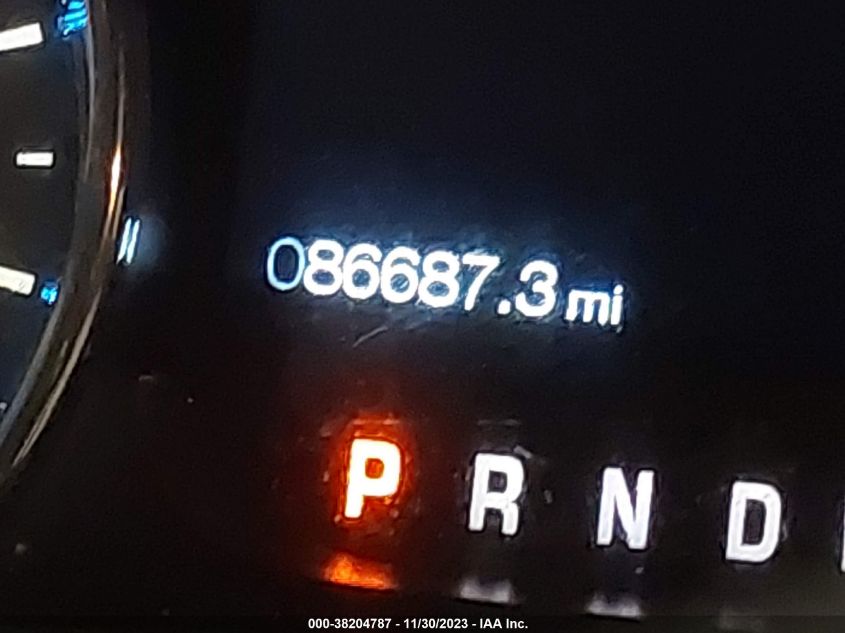 086687.3 mi
P R N D
000-38204787 - 11/30/2023 - IAA Inc.